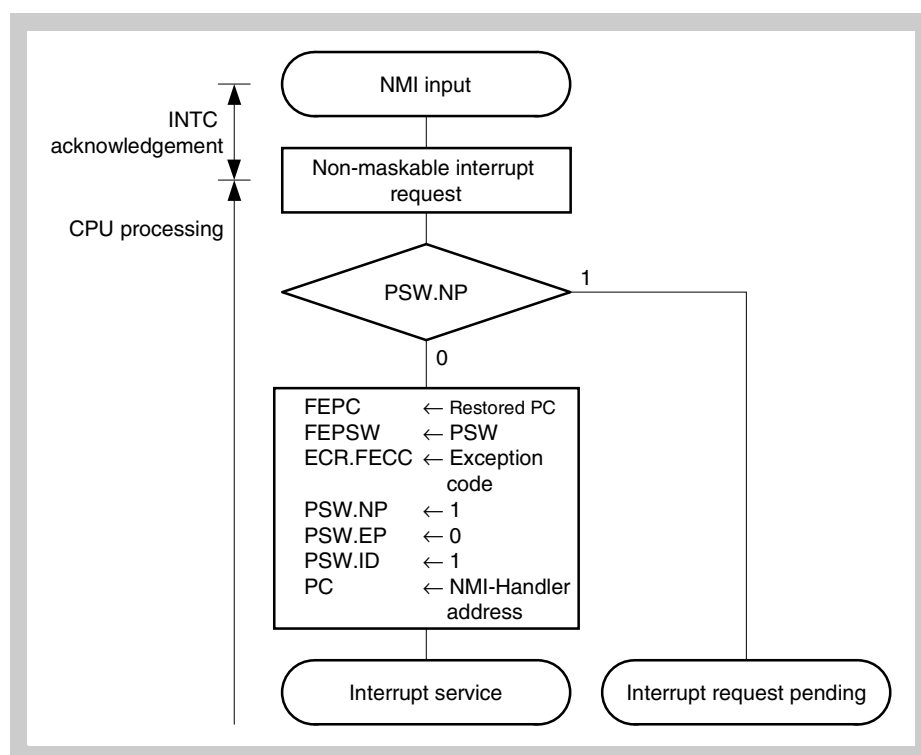 NMI input
INTC
acknowledgement
Non-maskable interrupt
request
CPU processing
PSW.NP
1
0
FEPC ← Restored PC
FEPSW ← PSW
ECR.FECC ← Exception
code
PSW.NP ← 1
PSW.EP ← 0
PSW.ID ← 1
PC ← NMI-Handler
address
Interrupt service
Interrupt request pending